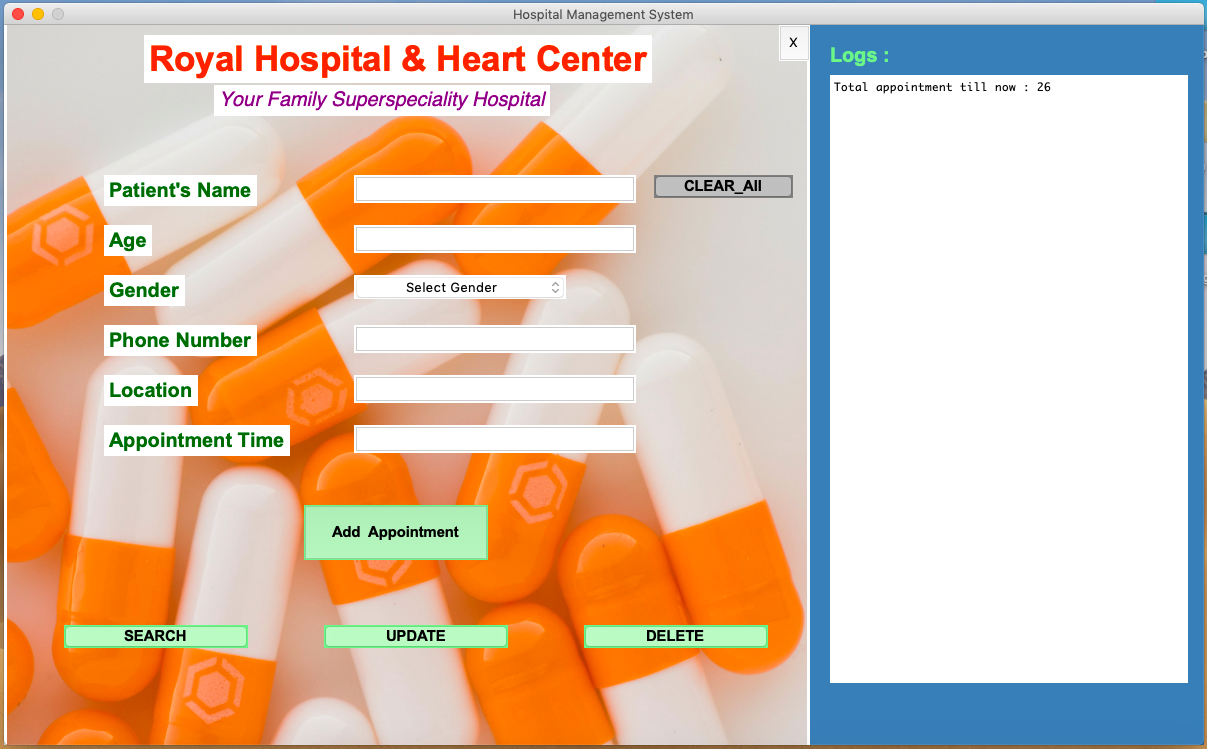 Hospital Management System
Royal Hospital & Heart Center
X
Your Family Superspeciality Hospital
Logs :
Total appointment till now : 26
Patient's Name
CLEAR_All
Age
Gender
Select Gender
Phone Number
Location
Appointment Time
Add Appointment
SEARCH
UPDATE
DELETE